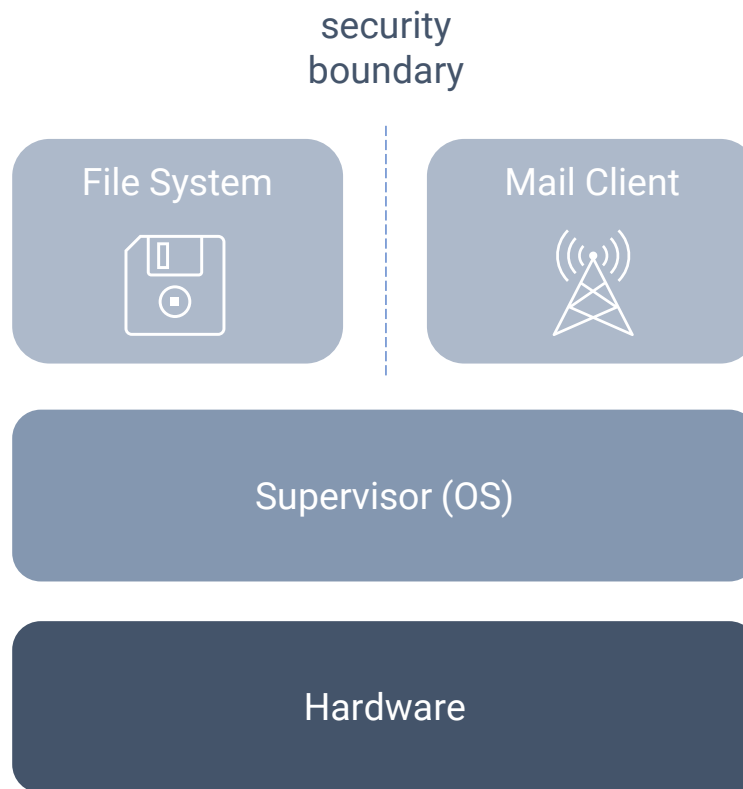 security
boundary
File System
Mail Client
Supervisor (OS)
Hardware